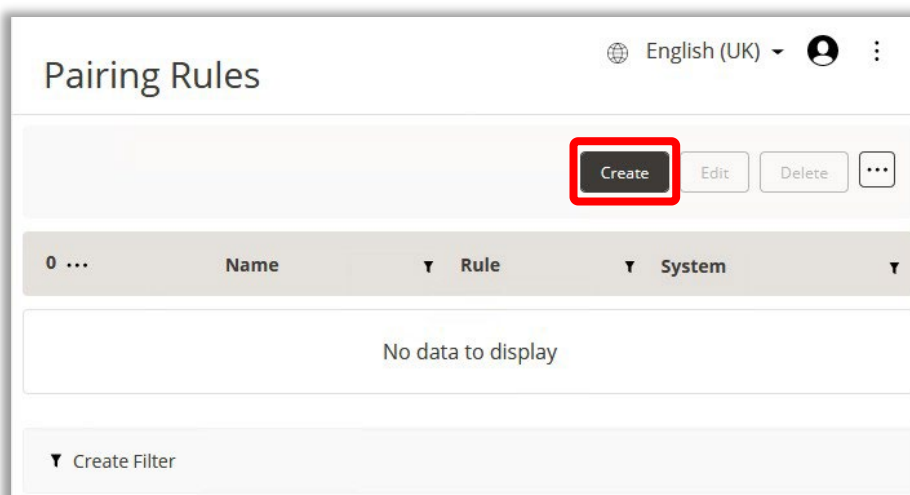 Pairing Rules
English (UK)
Create Edit Delete ...
0 ... Name Rule System
No data to display
Create Filter